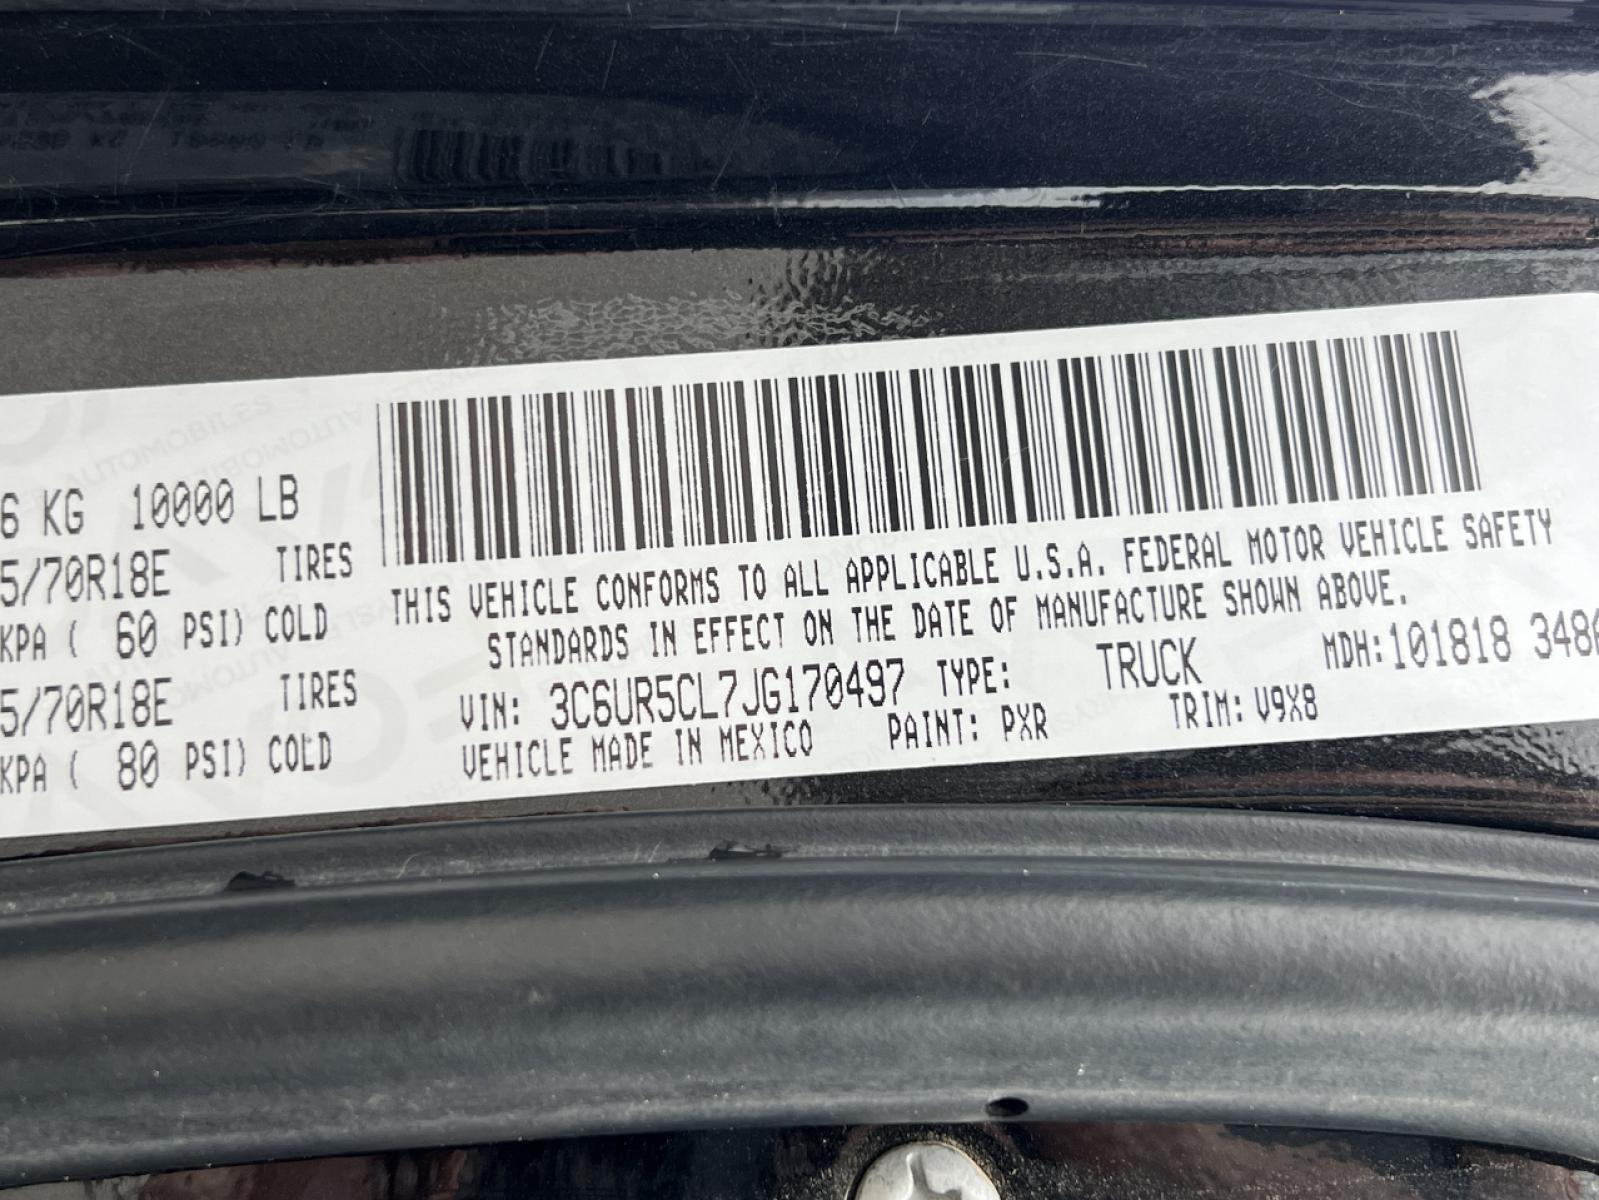 6 KG 10000 LB
5/70R18E TIRES
KPA ( 60 PSI) COLD
5/70R18E TIRES
KPA ( 80 PSI) COLD
THIS VEHICLE CONFORMS TO ALL APPLICABLE U.S.A. FEDERAL MOTOR VEHICLE SAFETY
STANDARDS IN EFFECT ON THE DATE OF MANUFACTURE SHOWN ABOVE.
VIN: 3C6UR5CL7JG170497 TYPE: TRUCK MDH: 101818 348
VEHICLE MADE IN MEXICO PAINT: PXR TRIM: V9X8